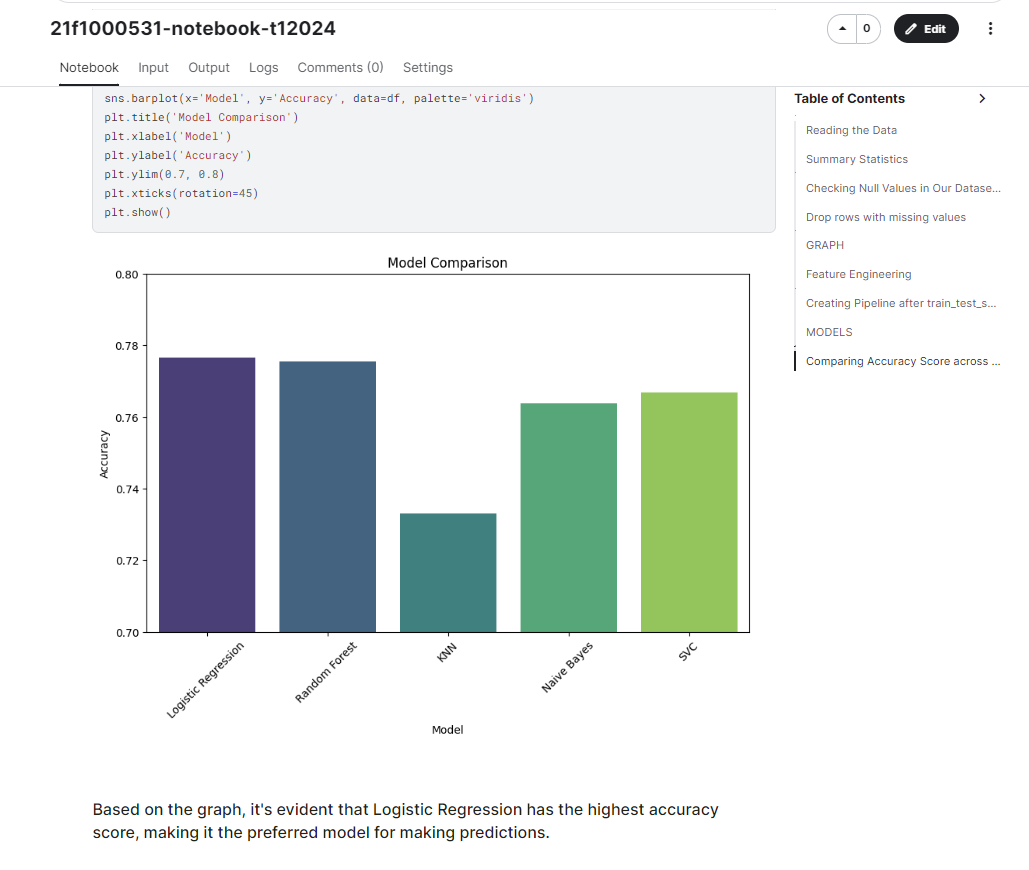 21f1000531-notebook-t12024
0
Edit
Notebook Input Output Logs Comments (0) Settings
sns.barplot(x='Model', y='Accuracy', data=df, palette='viridis')
plt.title('Model Comparison')
plt.xlabel('Model')
plt.ylabel('Accuracy')
plt.ylim(0.7, 0.8)
plt.xticks(rotation=45)
plt.show()
Model Comparison
0.80
0.78
0.76
0.74
0.72
0.70
Accuracy
Logistic Regression
Random Forest
KNN
Naive Bayes
SVC
Model
Based on the graph, it's evident that Logistic Regression has the highest accuracy
score, making it the preferred model for making predictions.
Table of Contents
Reading the Data
Summary Statistics
Checking Null Values in Our Datase...
Drop rows with missing values
GRAPH
Feature Engineering
Creating Pipeline after train_test_s...
MODELS
Comparing Accuracy Score across ...